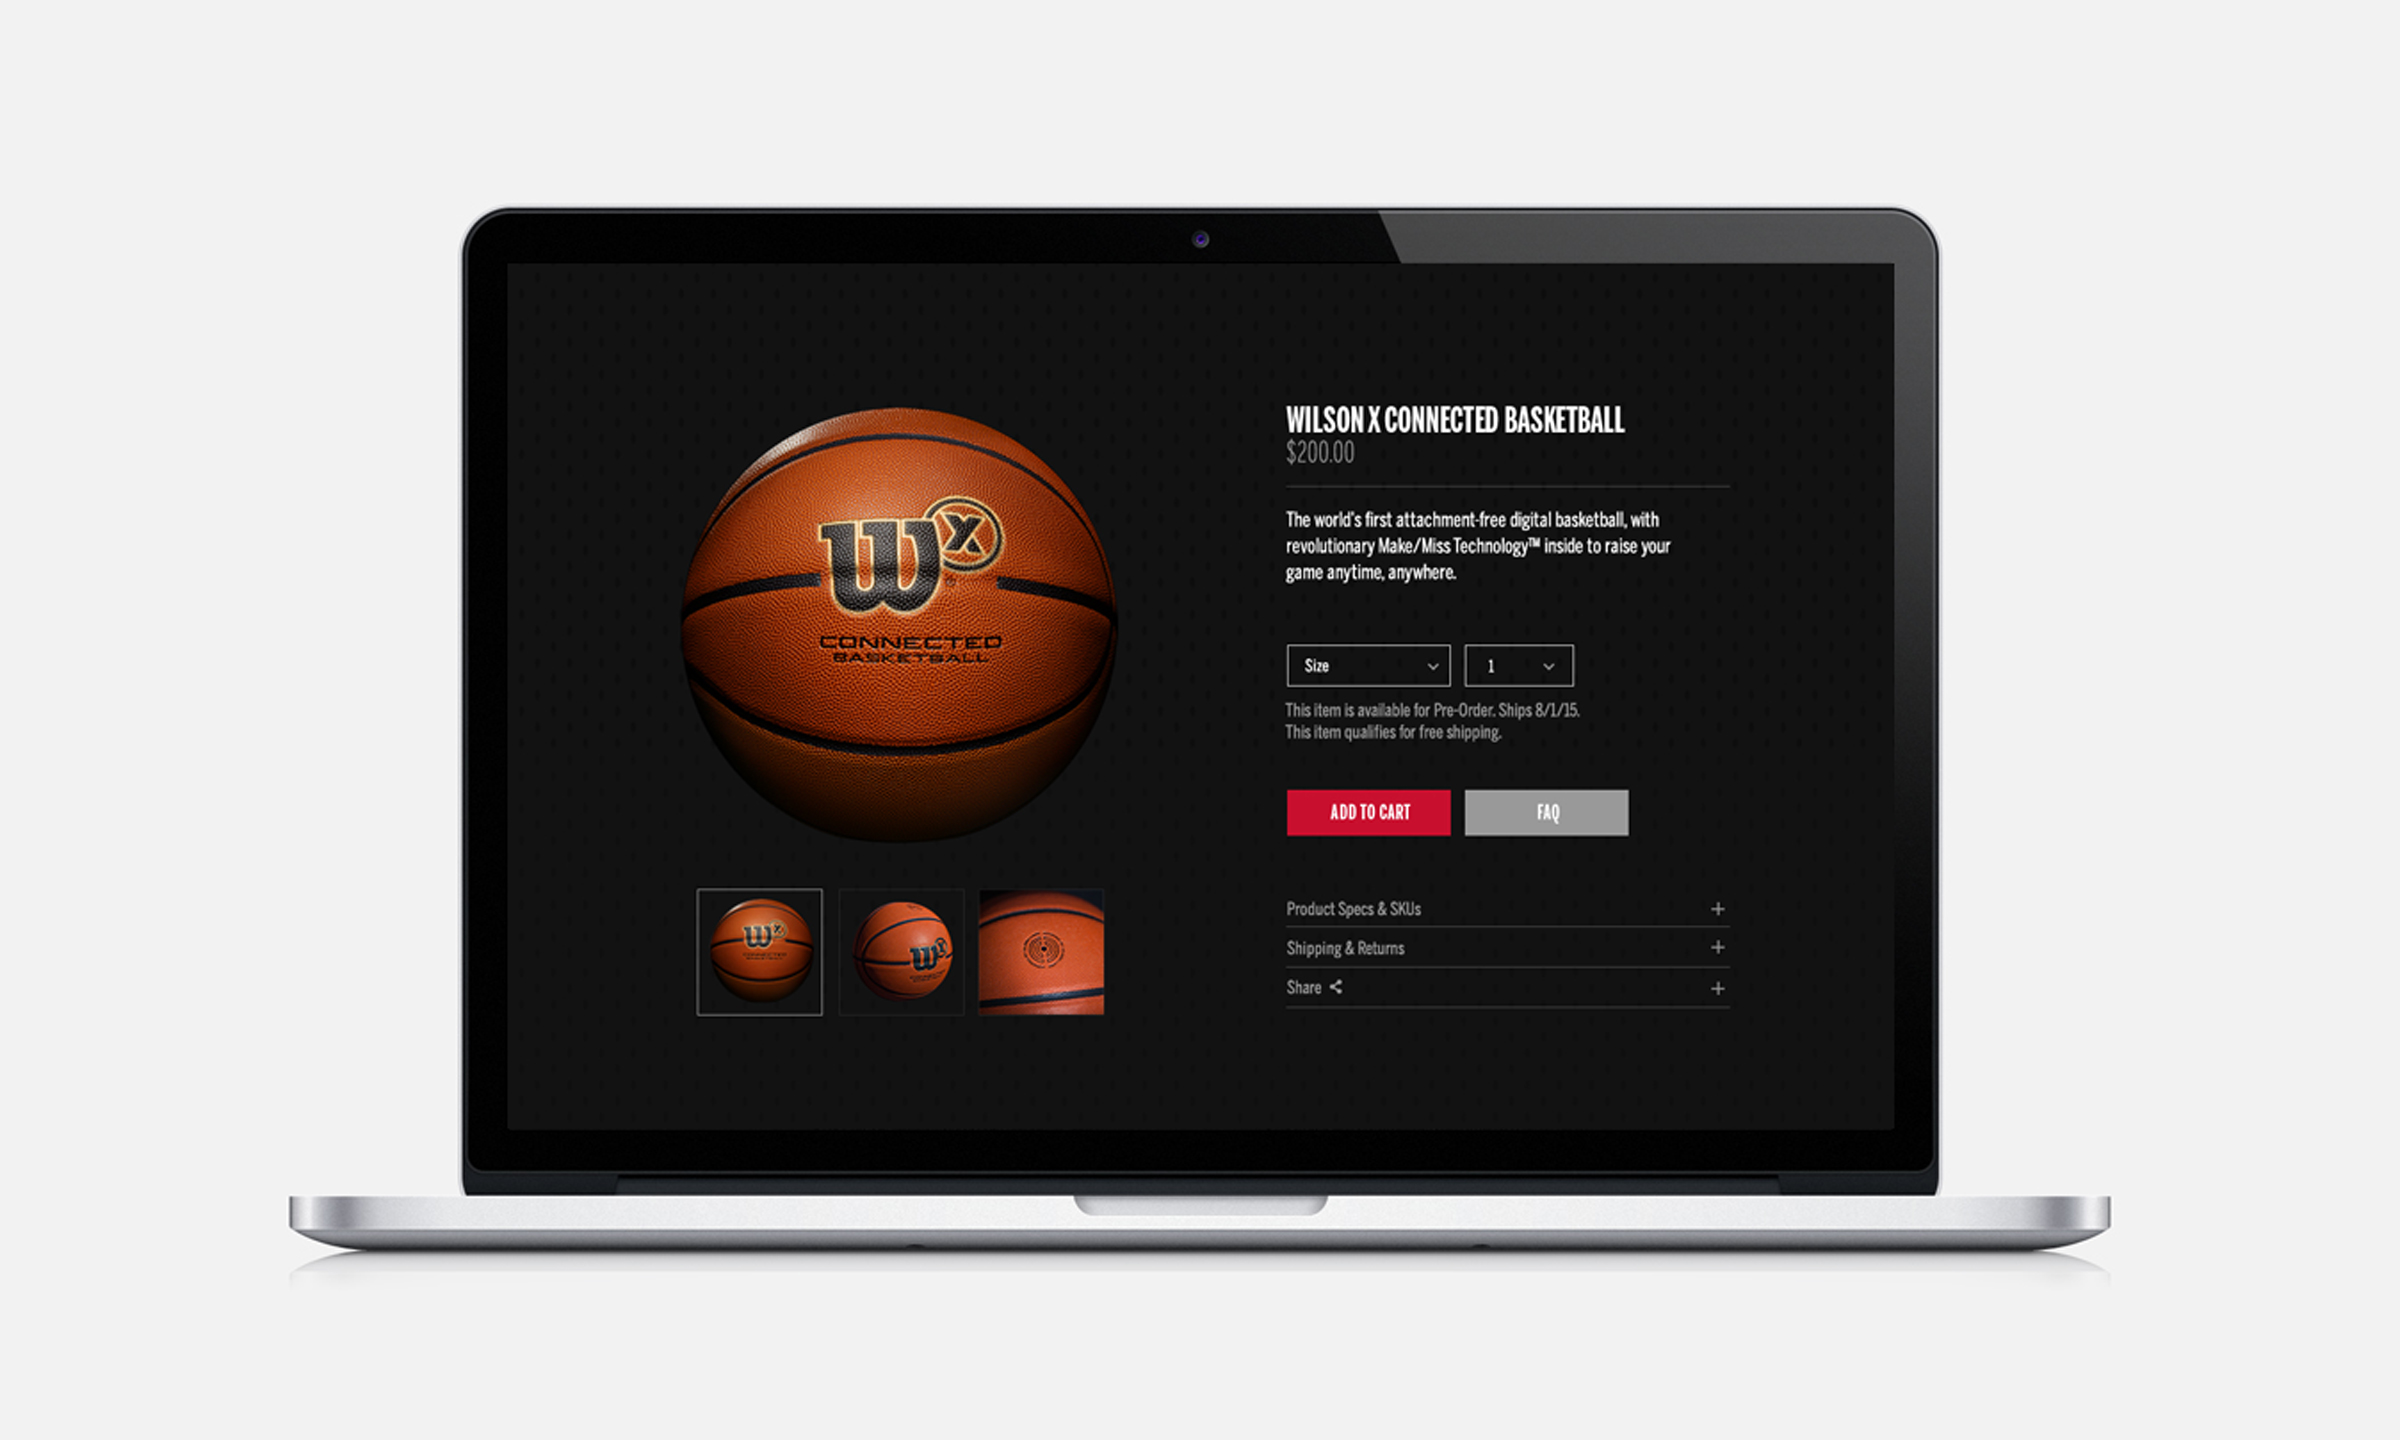 WX
CONNECTED
BASKETBALL
WILSON X CONNECTED BASKETBALL
$200.00
The world's first attachment-free digital basketball, with
revolutionary Make/Miss Technology™ inside to raise your
game anytime, anywhere.
Size
1
This item is available for Pre-Order. Ships 8/1/15.
This item qualifies for free shipping.
ADD TO CART
FAQ
Product Specs & SKUs
Shipping & Returns
Share